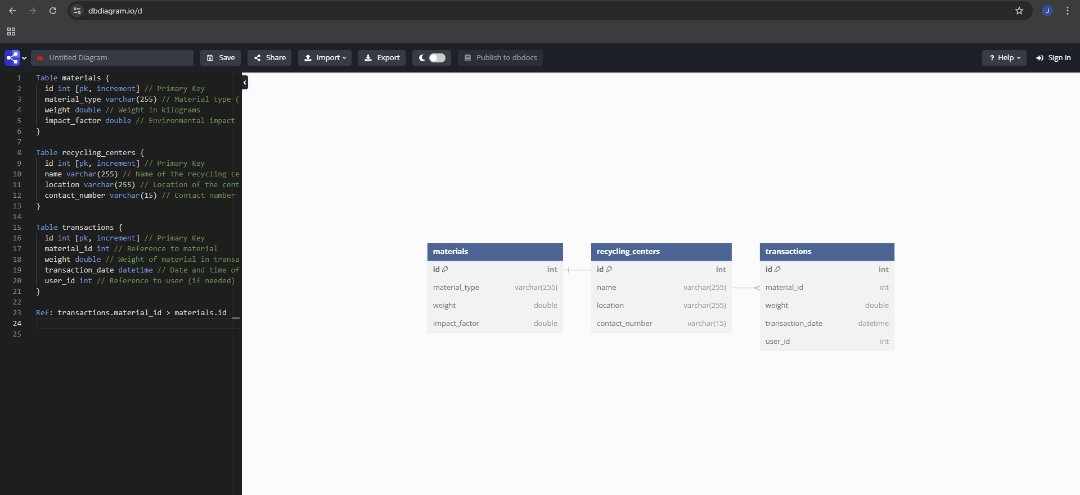 dbdiagram.io/d
J
Untitled Diagram
Save
Share
Import
Export
Publish to dbdocs
? Help
Sign In
1 Table materials {
2 id int [pk, increment] // Primary Key
3 material_type varchar(255) // Material type (
4 weight double // Weight in kilograms
5 impact_factor double // Environmental impact
6 }
7
8 Table recycling_centers {
9 id int [pk, increment] // Primary Key
10 name varchar(255) // Name of the recycling ce
11 location varchar(255) // Location of the cent
12 contact_number varchar(15) // Contact number
13 }
14
15 Table transactions {
16 id int [pk, increment] // Primary Key
17 material_id int // Reference to material
18 weight double // Weight of material in transa
19 transaction_date datetime // Date and time of
20 user_id int // Reference to user (if needed)
21 }
22
23 Ref: transactions.material_id > materials.id
24
25
materials
id int
material_type varchar(255)
weight double
impact_factor double
recycling_centers
id int
name varchar(255)
location varchar(255)
contact_number varchar(15)
transactions
id int
material_id int
weight double
transaction_date datetime
user_id int